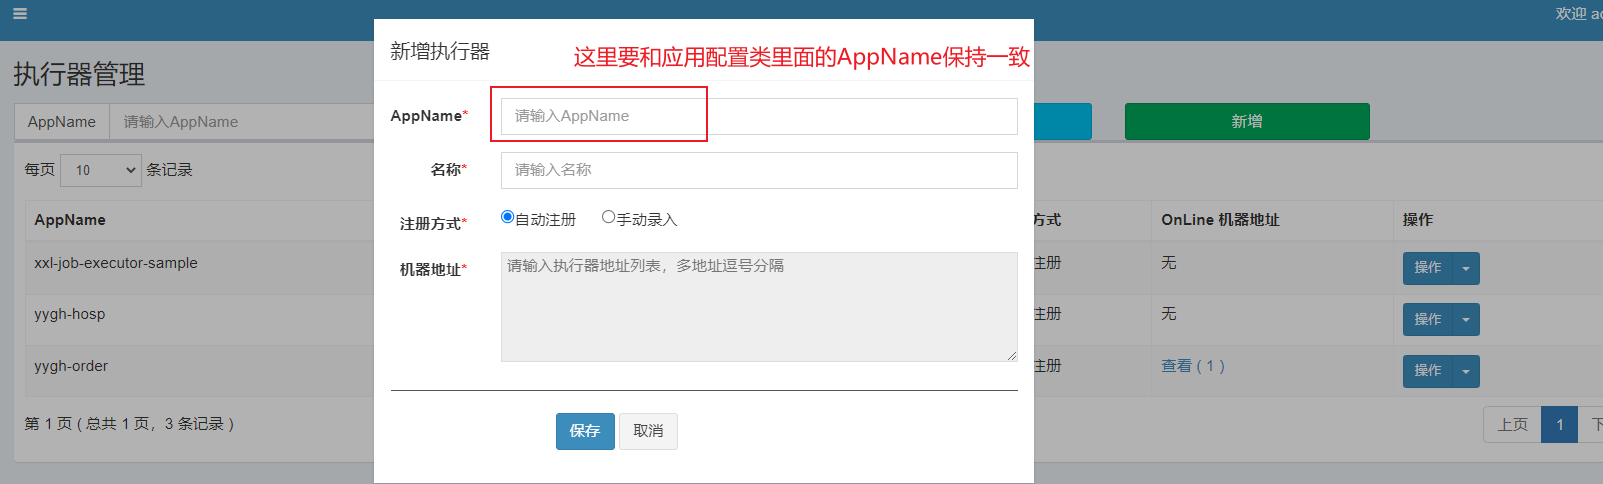 欢迎 ac
新增执行器
这里要和应用配置类里面的AppName保持一致
执行器管理
AppName
请输入AppName
AppName*
请输入AppName
新增
每页 10 条记录
名称*
请输入名称
注册方式*
自动注册
手动录入
AppName
方式
OnLine 机器地址
操作
机器地址*
请输入执行器地址列表，多地址逗号分隔
xxl-job-executor-sample
注册
无
操作
yygh-hosp
注册
无
操作
yygh-order
注册
查看 ( 1 )
操作
第 1 页 ( 总共 1 页，3 条记录 )
上页
1
下
保存
取消